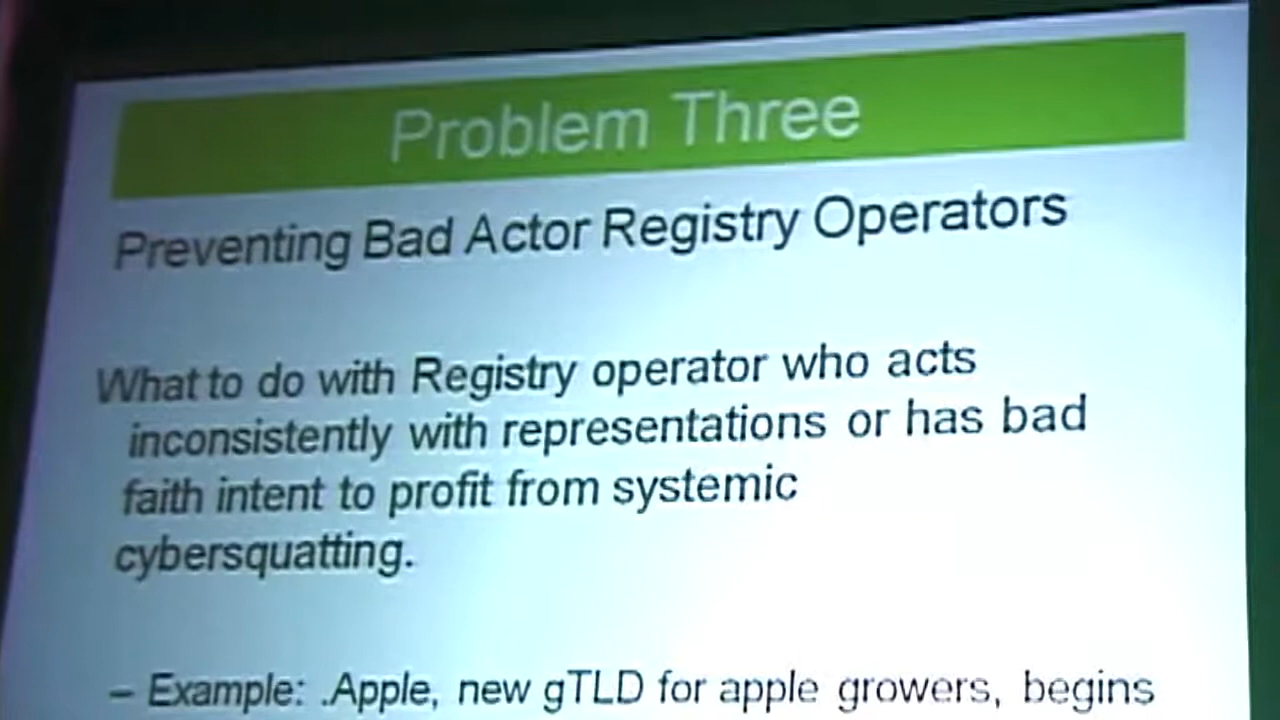 Problem Three
Preventing Bad Actor Registry Operators
What to do with Registry operator who acts
inconsistently with representations or has bad
faith intent to profit from systemic
cybersquatting.
– Example: .Apple, new gTLD for apple growers, begins